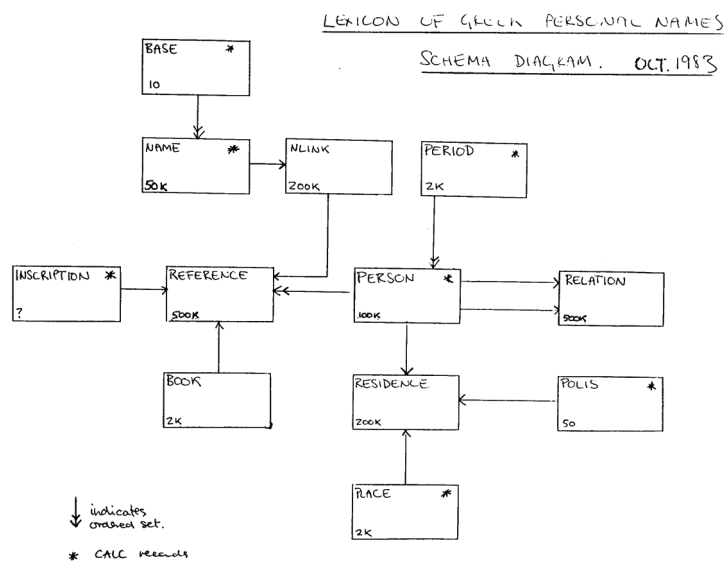 LEXICON OF GREEK PERSONAL NAMES
SCHEMA DIAGRAM. OCT. 1983
BASE *
10
NAME *
50K
NLINK
200K
PERIOD *
2K
INSCRIPTION *
?
REFERENCE
500K
PERSON *
100K
RELATION
500K
BOOK
2K
RESIDENCE
200K
POLIS *
50
PLACE *
2K
indicates
ordered set.
* CALC records